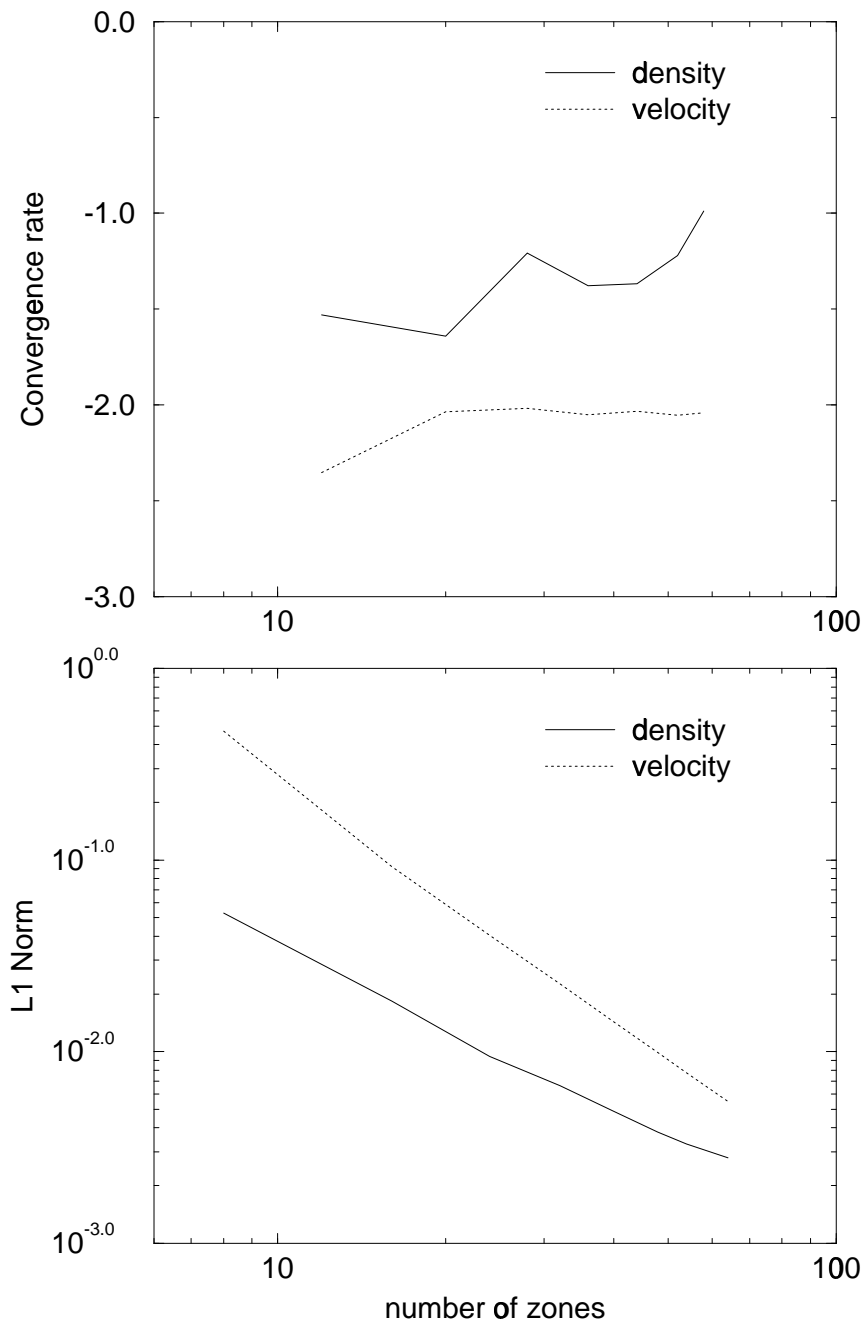 0.0
density
velocity
-1.0
Convergence rate
-2.0
-3.0
10
100
10^0.0
density
velocity
10^-1.0
L1 Norm
10^-2.0
10^-3.0
10
100
number of zones